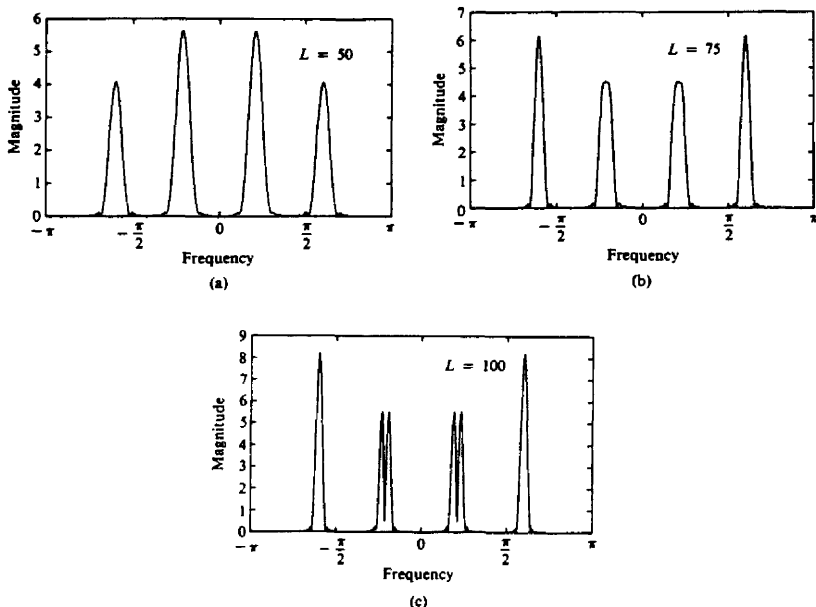 6
5
4
3
2
1
0
Magnitude
L = 50
−π
−π/2
0
π/2
π
Frequency
(a)
7
6
5
4
3
2
1
0
Magnitude
L = 75
−π
−π/2
0
π/2
π
Frequency
(b)
9
8
7
6
5
4
3
2
1
0
Magnitude
L = 100
−π
−π/2
0
π/2
π
Frequency
(c)